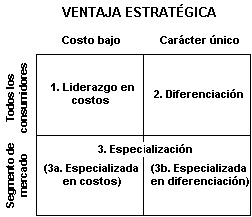 VENTAJA ESTRATÉGICA
Costo bajo
Carácter único
Todos los
consumridores
1. Liderazgo en
costos
2. Diferenciación
Segmento de
mercado
3. Especialización
(3a. Especializada
en costos)
(3b. Especializada
en diferenciación)